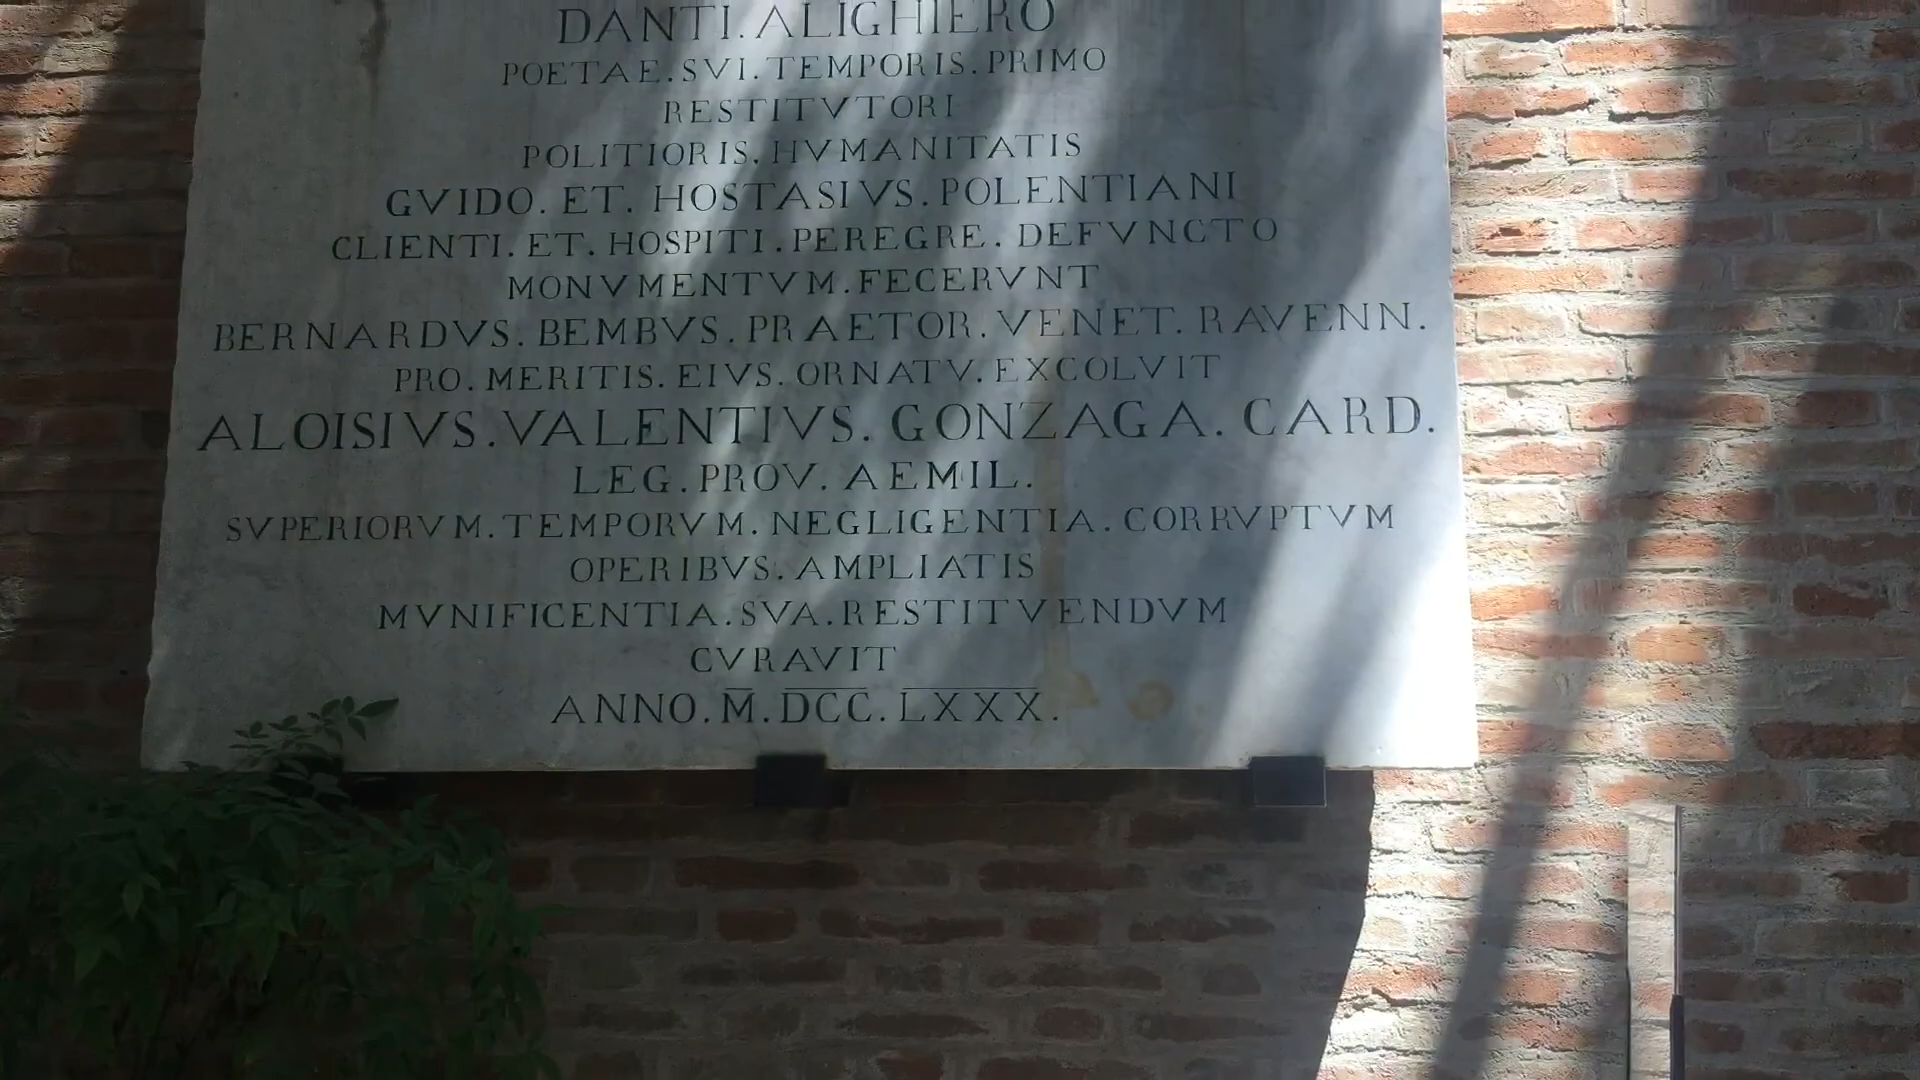 DANTI. ALIGHIERO
POETAE. SVI. TEMPORIS. PRIMO
RESTITVTORI
POLITIORIS. HVMANITATIS
GVIDO. ET. HOSTASIVS. POLENTIANI
CLIENTI. ET. HOSPITI. PEREGRE. DEFVNCTO
MONVMENTVM. FECERVNT
BERNARDVS. BEMBVS. PRAETOR. VENET. RAVENN.
PRO. MERITIS. EIVS. ORNATV. EXCOLVIT
ALOISIVS. VALENTIVS. GONZAGA. CARD.
LEG. PROV. AEMIL.
SVPERIORVM. TEMPORVM. NEGLIGENTIA. CORRVPTVM
OPERIBVS. AMPLIATIS
MVNIFICENTIA. SVA. RESTITVENDVM
CVRAVIT
ANNO. M̅. D̅C̅C̅. L̅X̅X̅X̅.